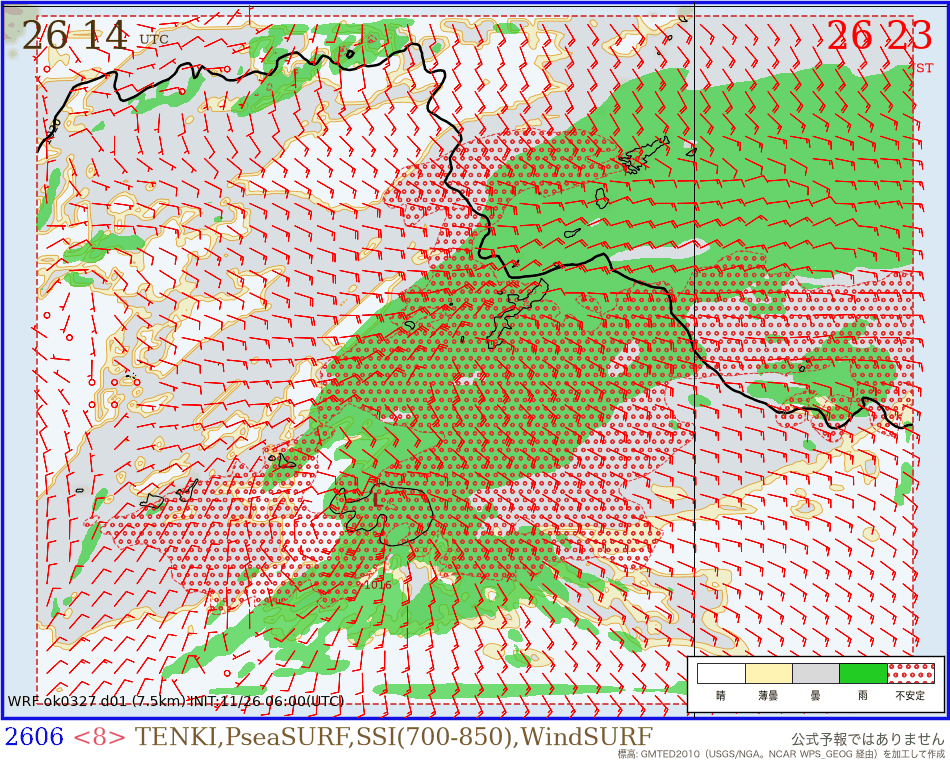 26 14 UTC
26 23
JST
1016
WRF ok0327 d01 (7.5km) INIT:11/26 06:00(UTC)
晴 薄曇 曇 雨 不安定
2606 <8> TENKI,PseaSURF,SSI(700-850),WindSURF
公式予報ではありません
標高: GMTED2010（USGS/NGA。NCAR WPS_GEOG 経由）を加工して作成